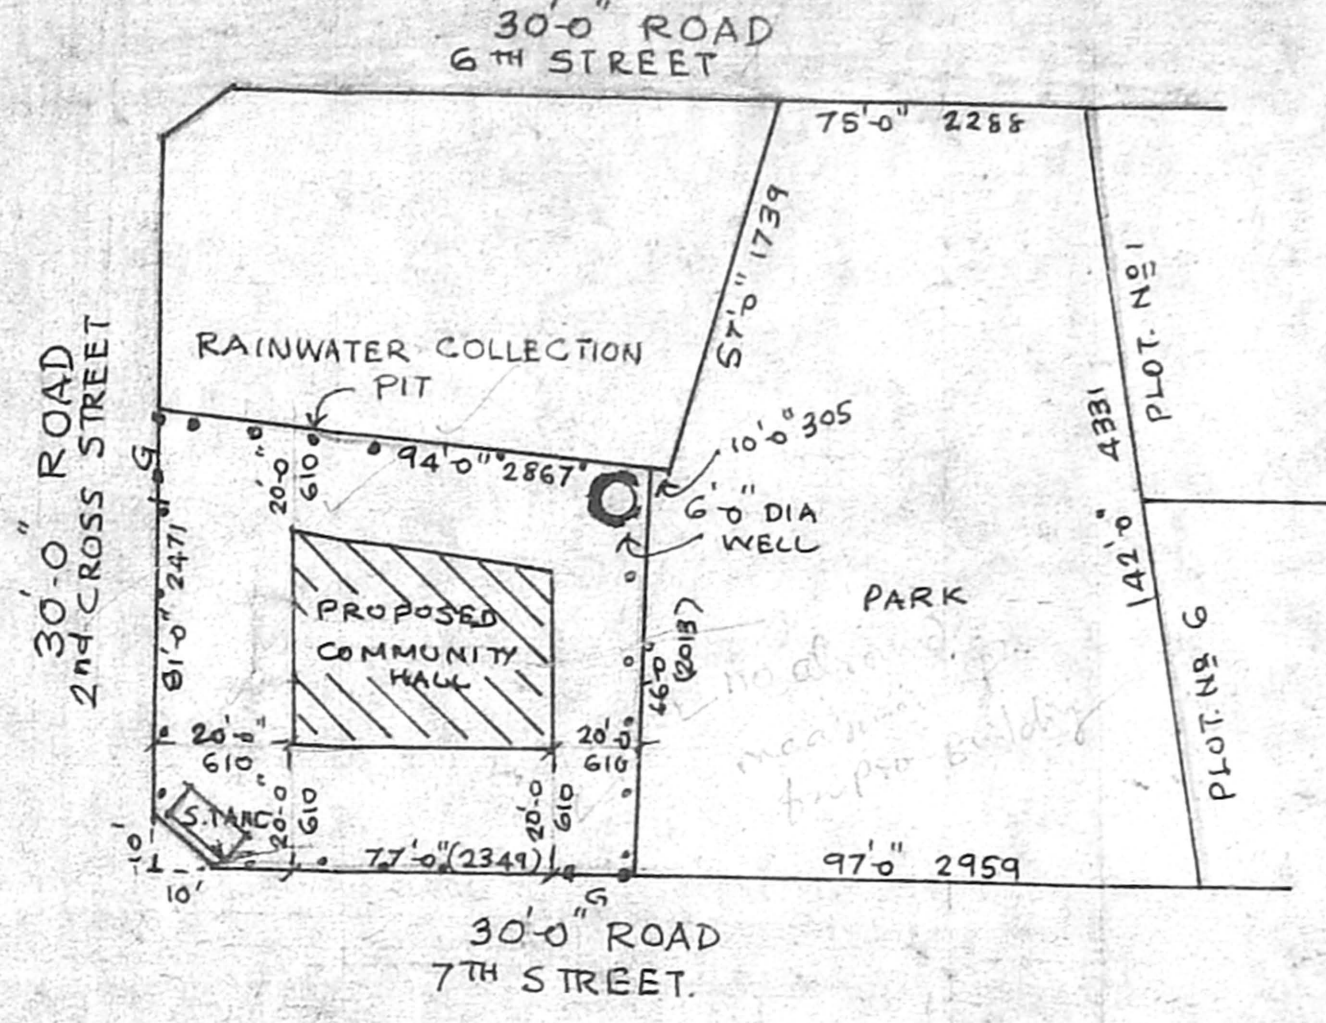 30'-0" ROAD
6TH STREET
75'-0" 2288
57'-0" 1739
PLOT. Nº 1
RAINWATER COLLECTION
PIT
30'-0" ROAD
2nd CROSS STREET
G
20'-0"
610
94'-0" 2867
10'-0" 305
6'-0" DIA
WELL
4331
142'-0"
81'-0" 2471
PROPOSED
COMMUNITY
HALL
PARK
66'-0"
(2013)
PLOT. Nº 6
20'-0"
610
20'-0
610
10'
10'
20'-0
610
20'-0
610
77'-0" (2349)
97'-0" 2959
G
30'-0" ROAD
7TH STREET.